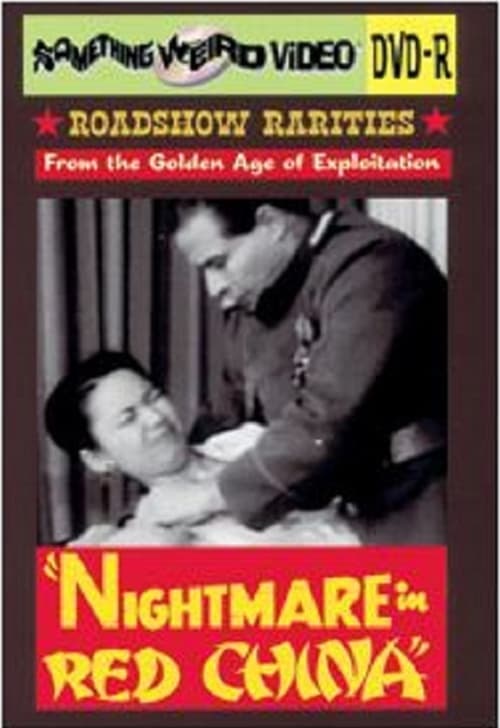 SOMETHING WEIRD VIDEO DVD-R
ROADSHOW RARITIES
From the Golden Age of Exploitation
"NIGHTMARE in
RED CHINA"